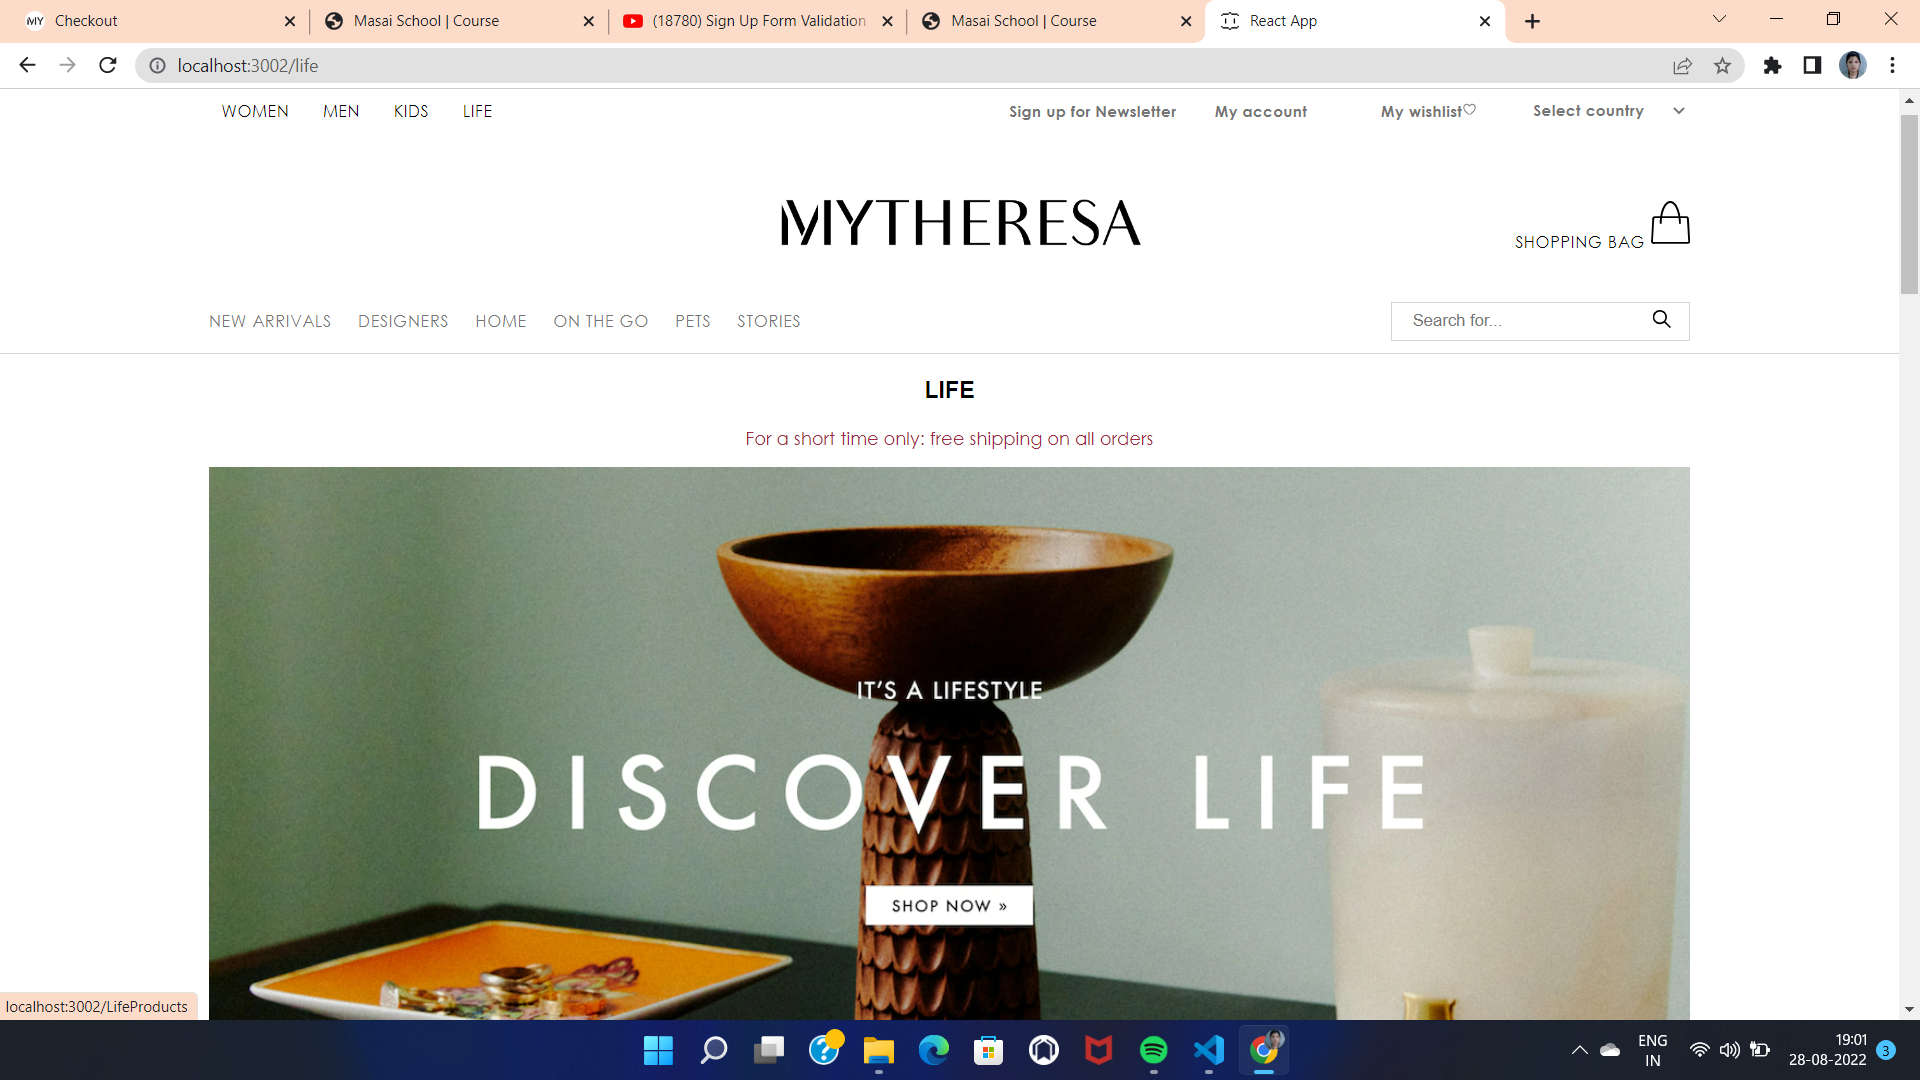 MY Checkout
Masai School | Course
(18780) Sign Up Form Validation
Masai School | Course
React App
localhost:3002/life
WOMEN MEN KIDS LIFE
Sign up for Newsletter My account My wishlist♡ Select country
MYTHERESA
SHOPPING BAG
NEW ARRIVALS DESIGNERS HOME ON THE GO PETS STORIES
Search for...
LIFE
For a short time only: free shipping on all orders
IT'S A LIFESTYLE
DISCOVER LIFE
SHOP NOW »
localhost:3002/LifeProducts
ENG
IN
19:01
28-08-2022
3